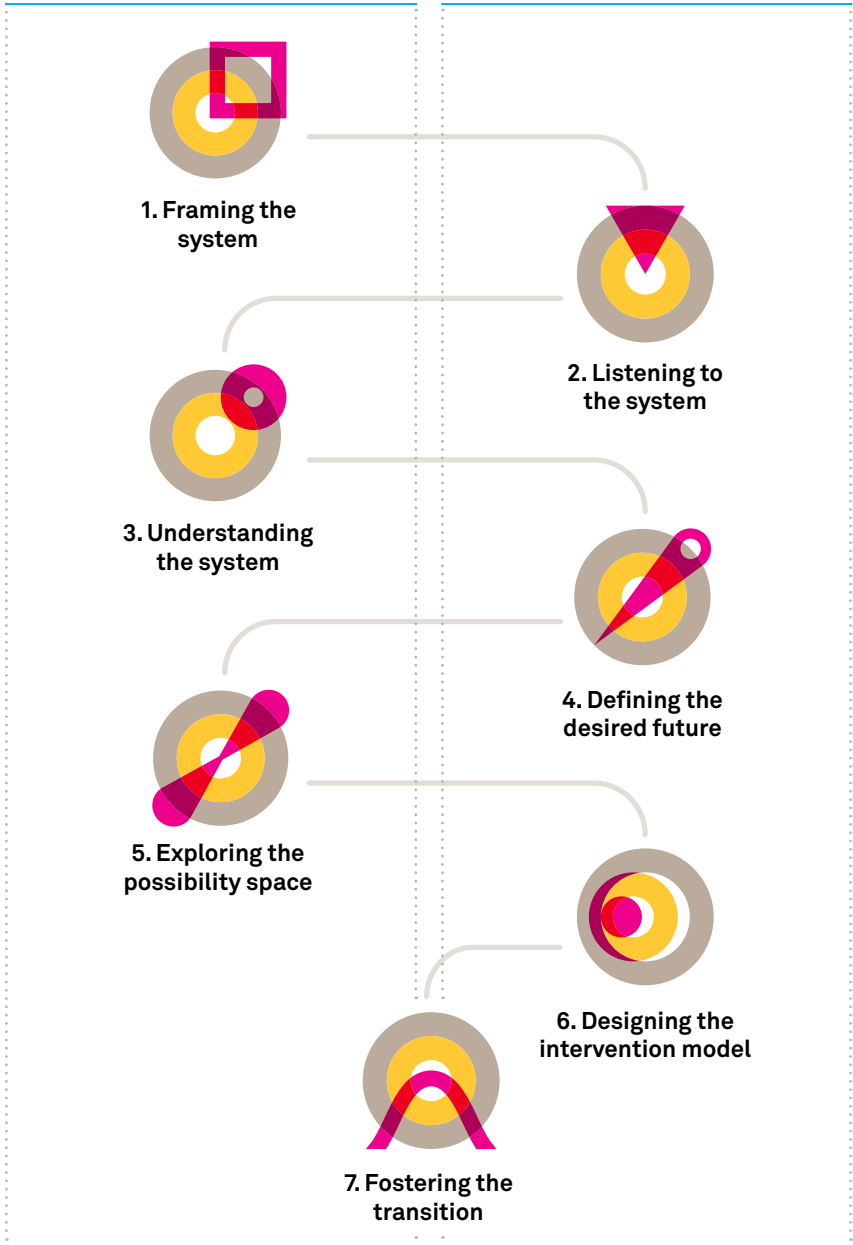 1. Framing the
system
2. Listening to
the system
3. Understanding
the system
4. Defining the
desired future
5. Exploring the
possibility space
6. Designing the
intervention model
7. Fostering the
transition